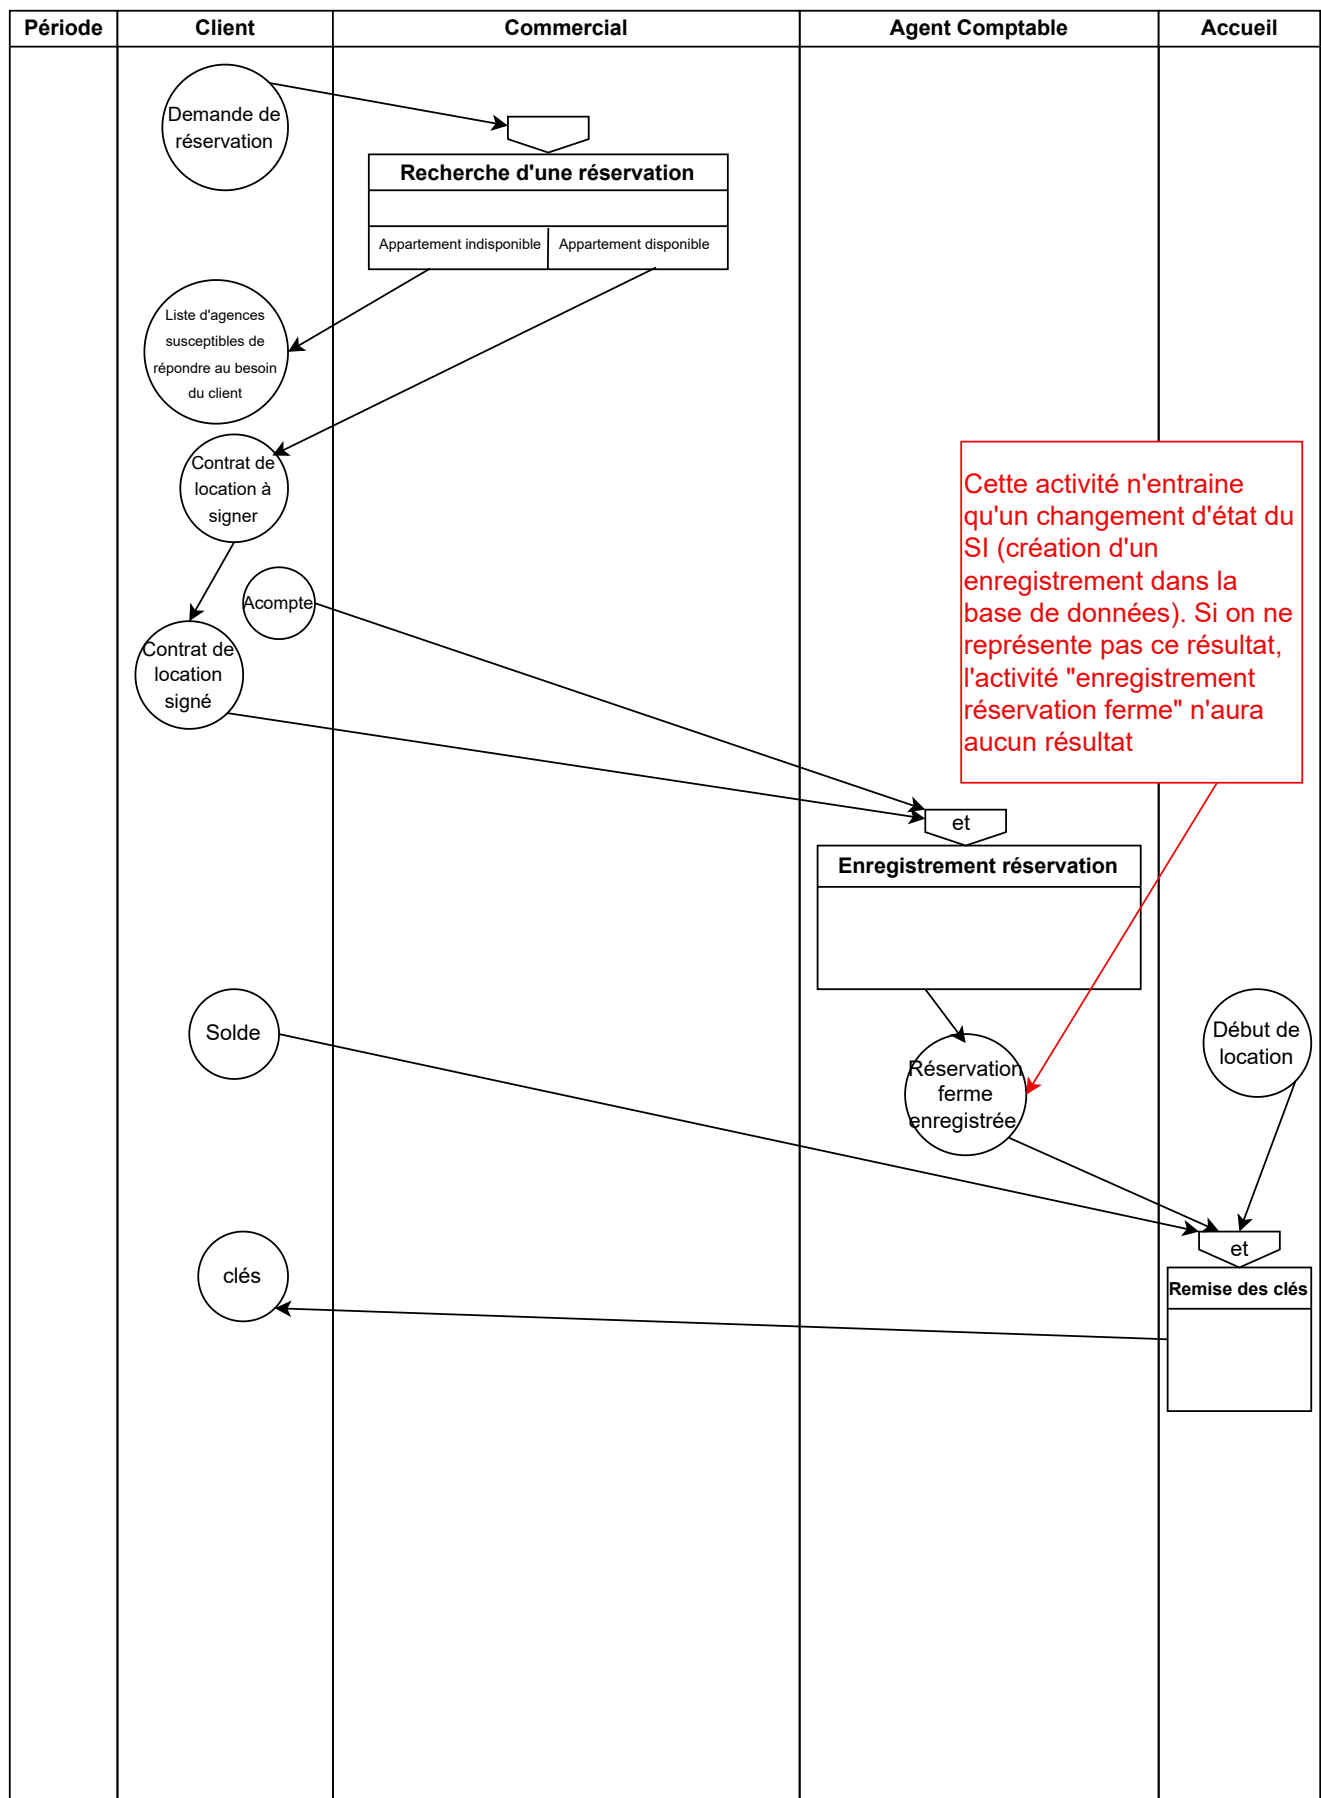 Période
Client
Commercial
Agent Comptable
Accueil
Demande de
réservation
Recherche d'une réservation
Appartement indisponible
Appartement disponible
Liste d'agences
susceptibles de
répondre au besoin
du client
Contrat de
location à
signer
Cette activité n'entraine
qu'un changement d'état du
SI (création d'un
enregistrement dans la
base de données). Si on ne
représente pas ce résultat,
l'activité "enregistrement
réservation ferme" n'aura
aucun résultat
Acompte
Contrat de
location
signé
et
Enregistrement réservation
Solde
Réservation
ferme
enregistrée
Début de
location
et
Remise des clés
clés